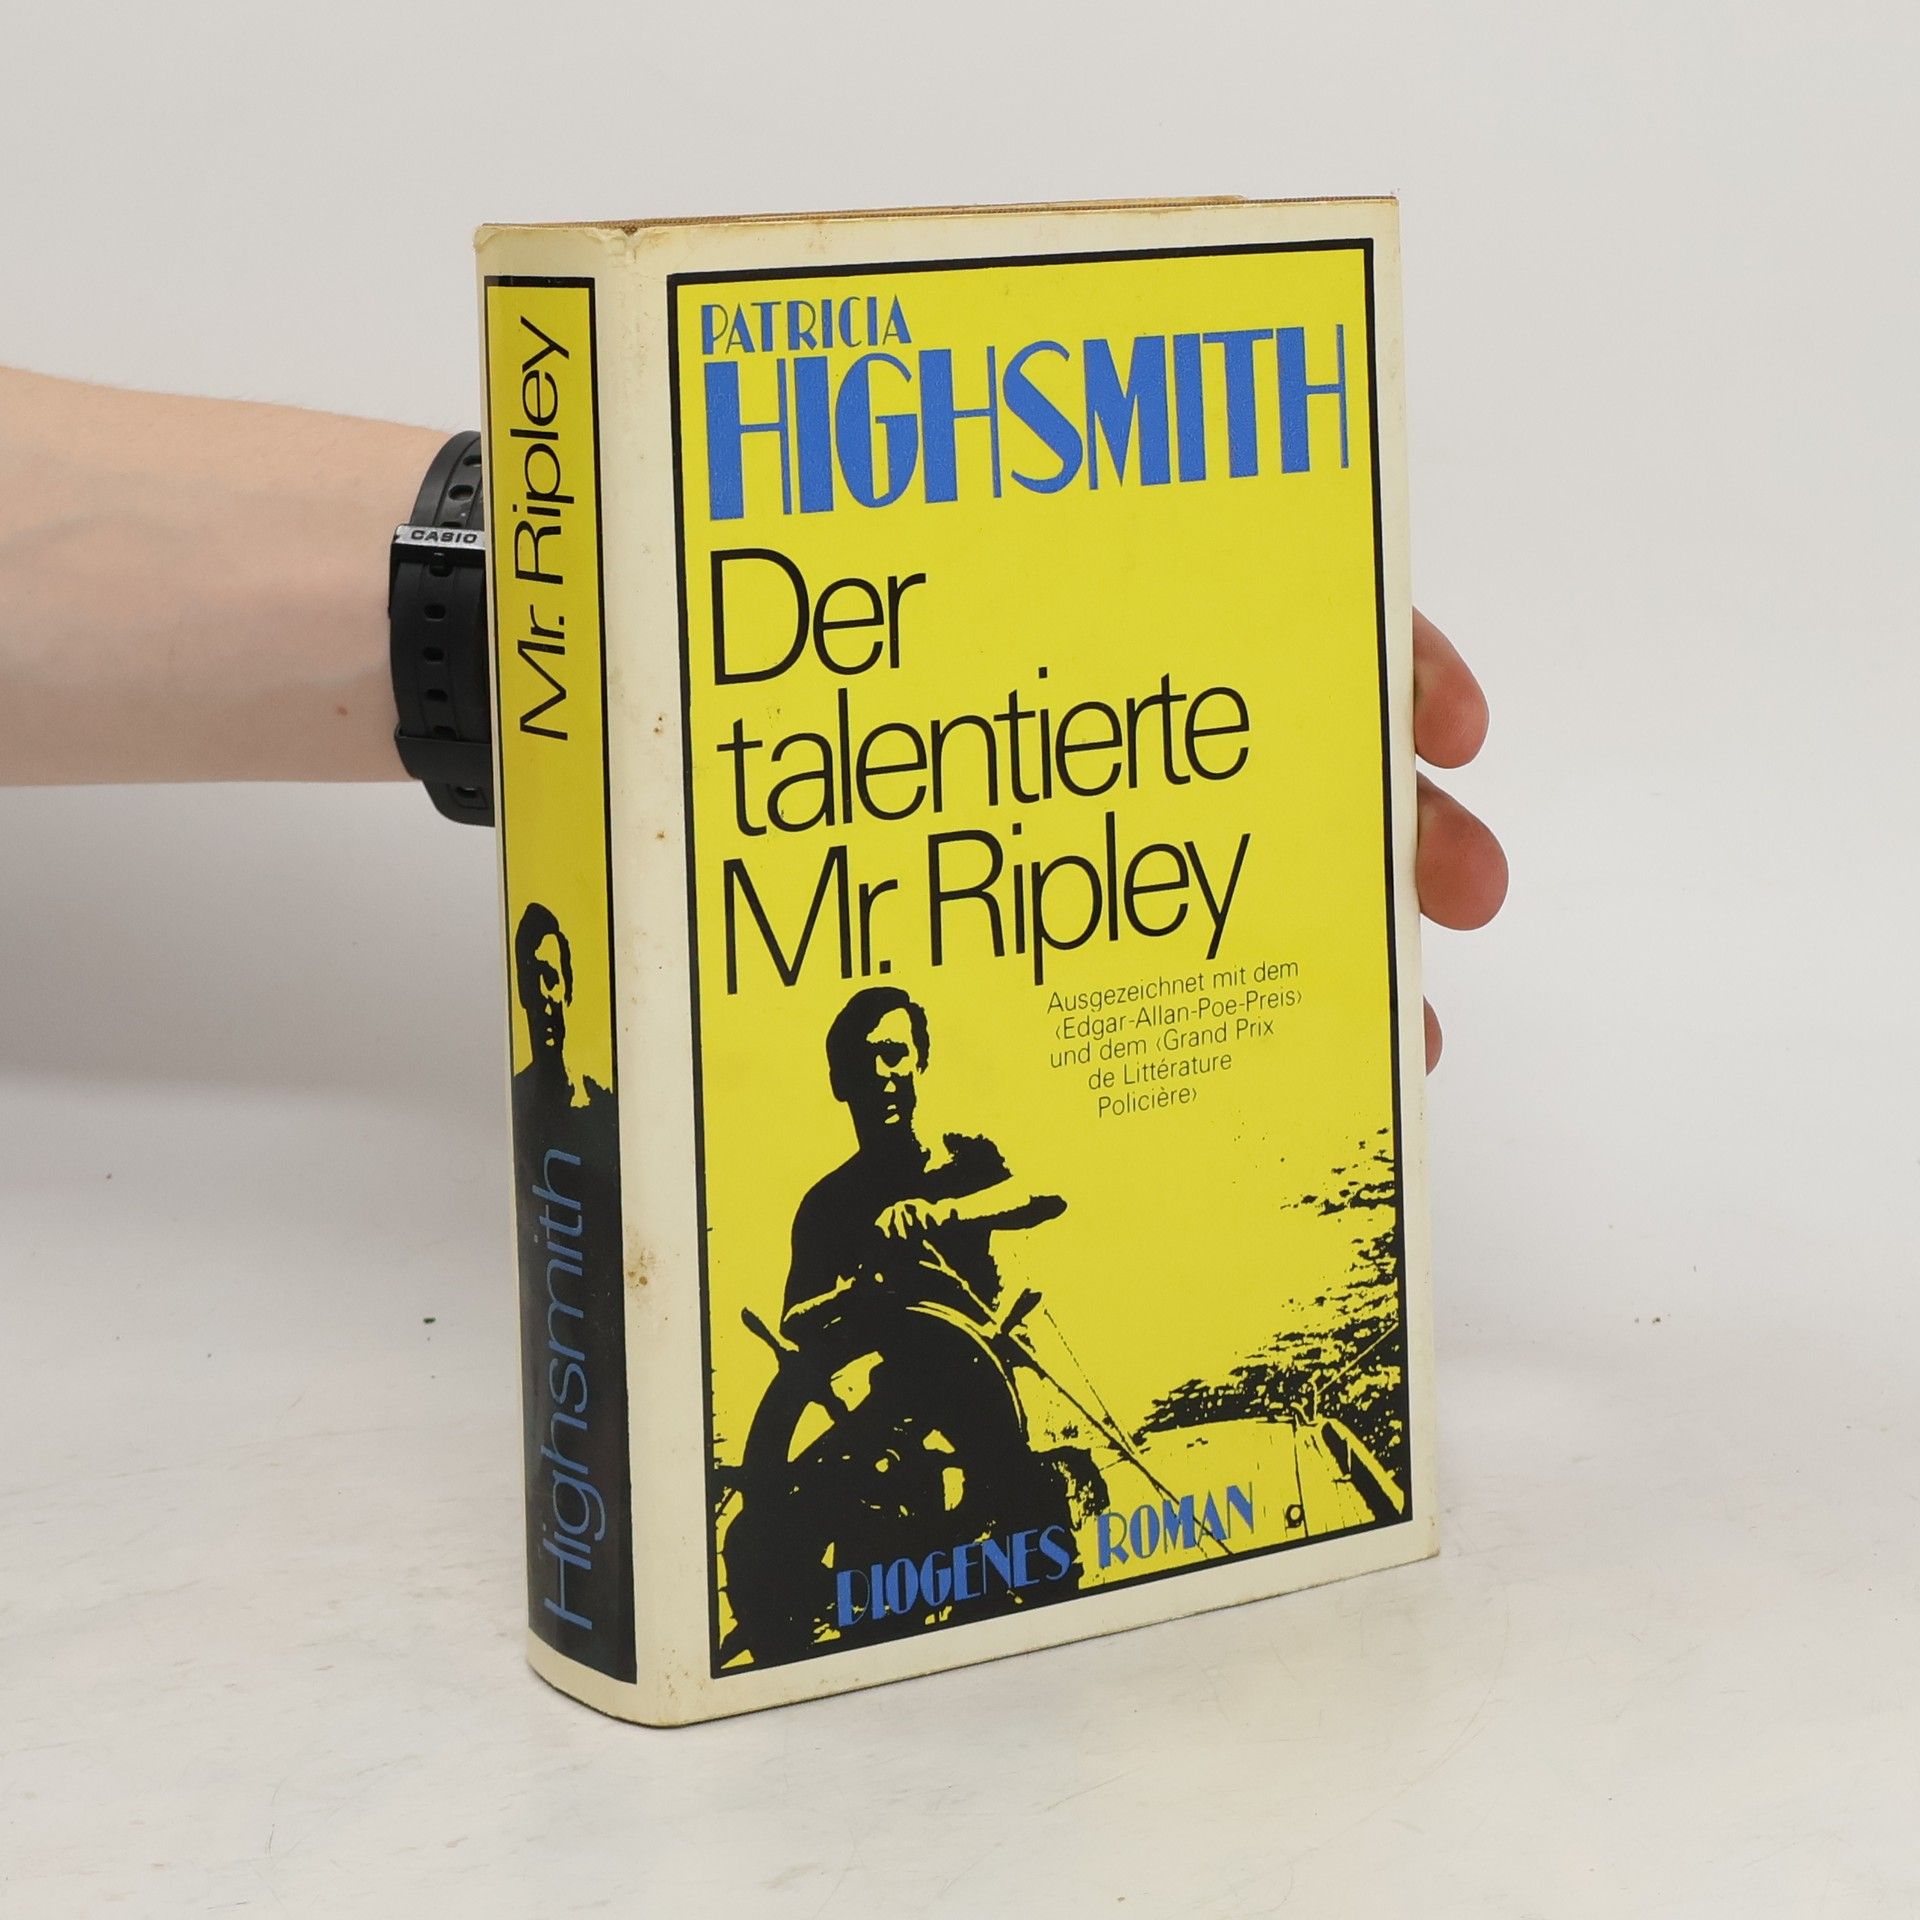 PATRICIA
HIGHSMITH
Der
talentierte
Mr. Ripley
Ausgezeichnet mit dem
‹Edgar-Allan-Poe-Preis›
und dem ‹Grand Prix
de Littérature
Policière›
DIOGENES ROMAN
Highsmith Mr. Ripley
CASIO